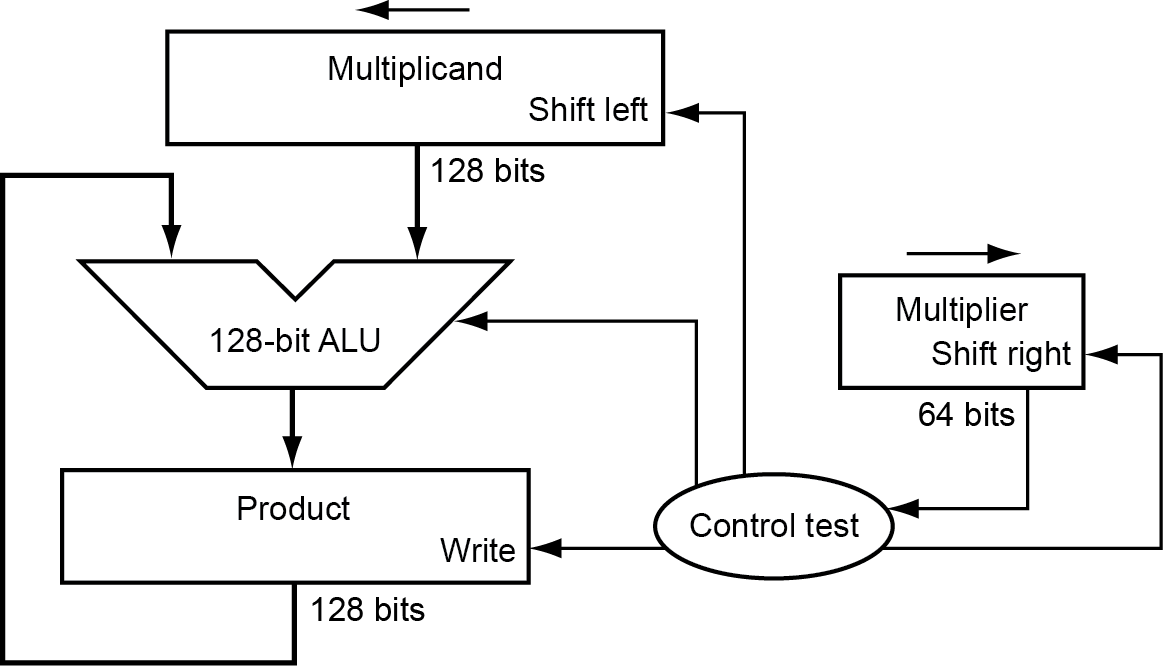 Multiplicand
Shift left
128 bits
128-bit ALU
Multiplier
Shift right
64 bits
Product
Write
Control test
128 bits